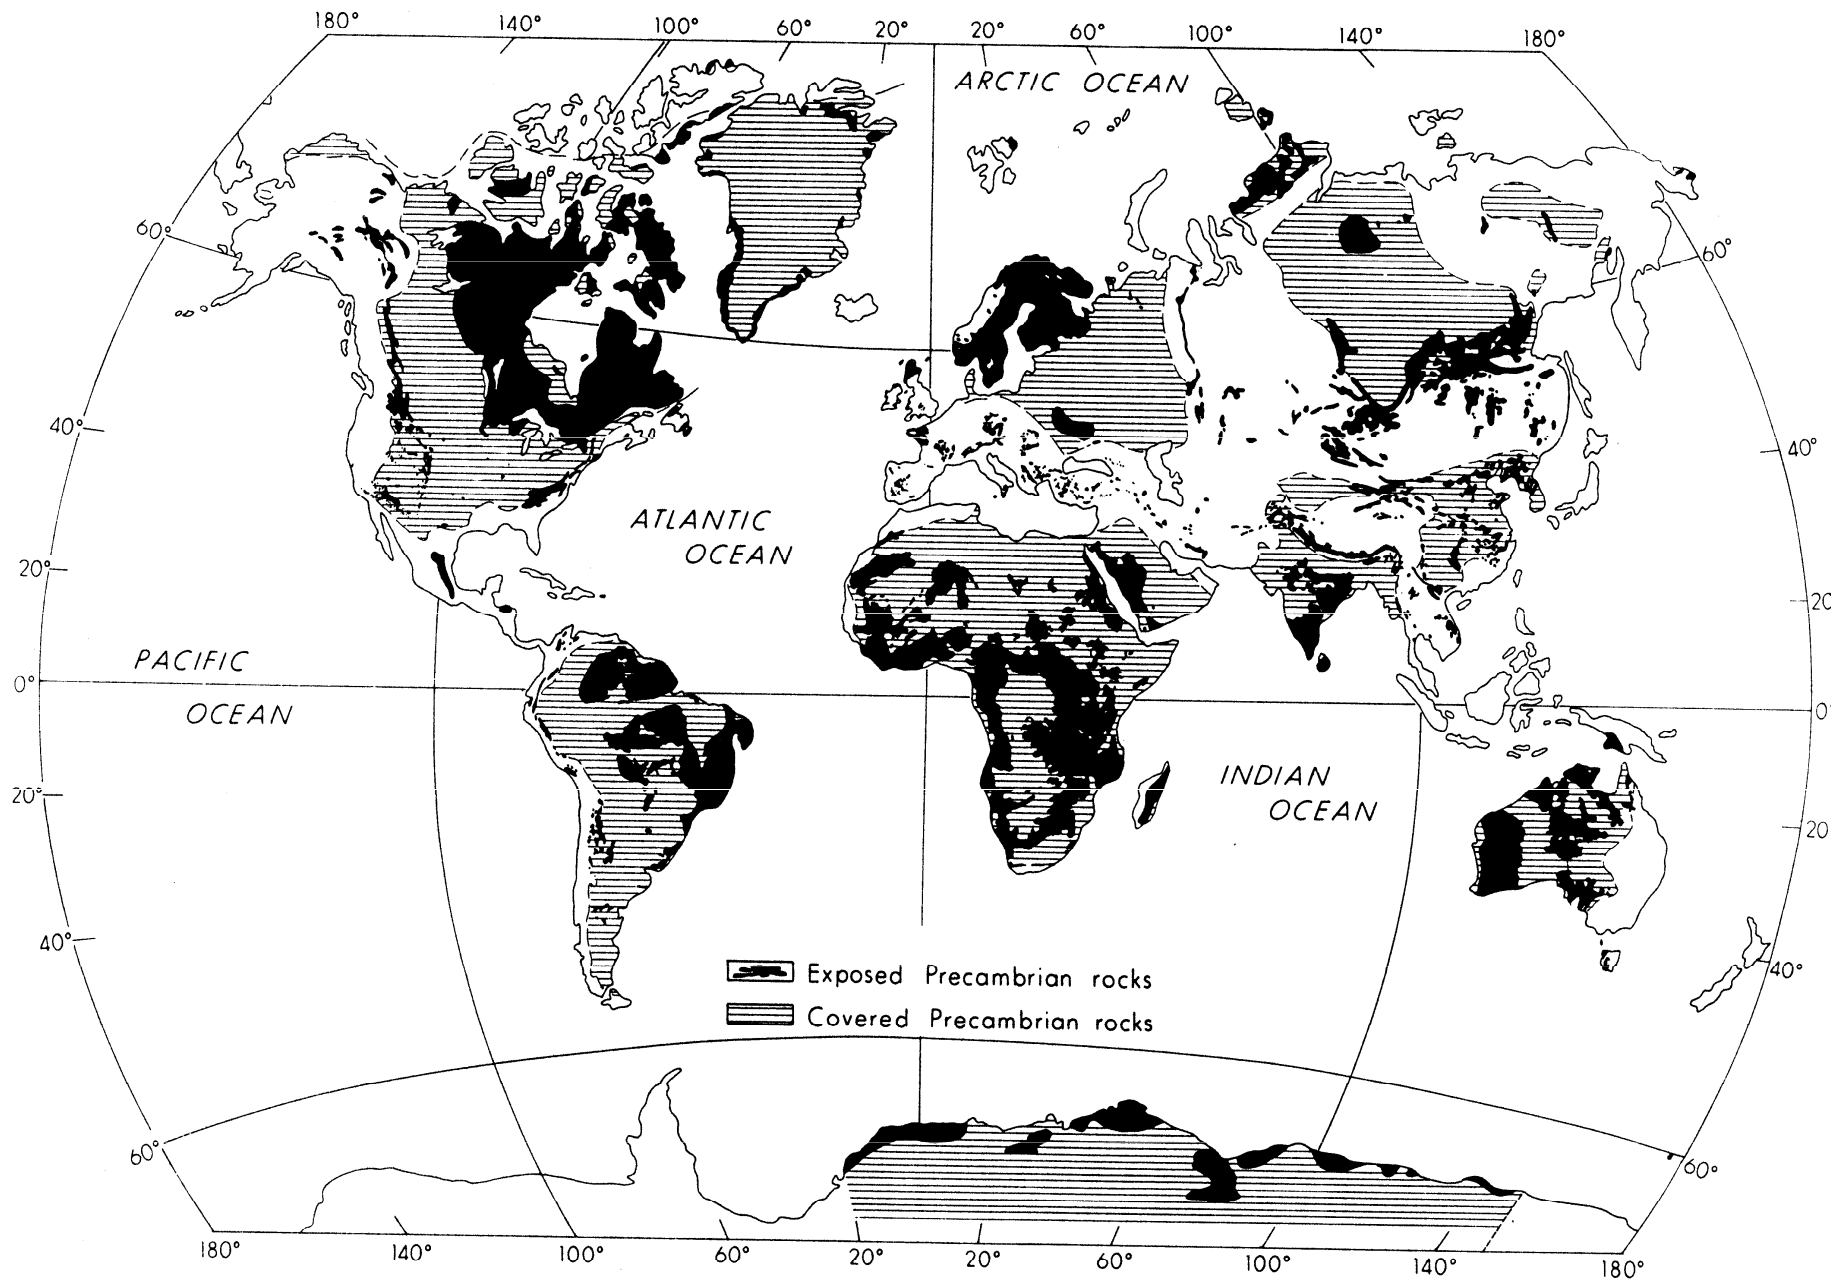 180° 140° 100° 60° 20° 20° 60° 100° 140° 180°
ARCTIC OCEAN
60° 60°
40° 40°
ATLANTIC
OCEAN
20° 20
PACIFIC
OCEAN
0° 0
INDIAN
OCEAN
20° 20
40° 40°
Exposed Precambrian rocks
Covered Precambrian rocks
60° 60°
180° 140° 100° 60° 20° 20° 60° 100° 140° 180°